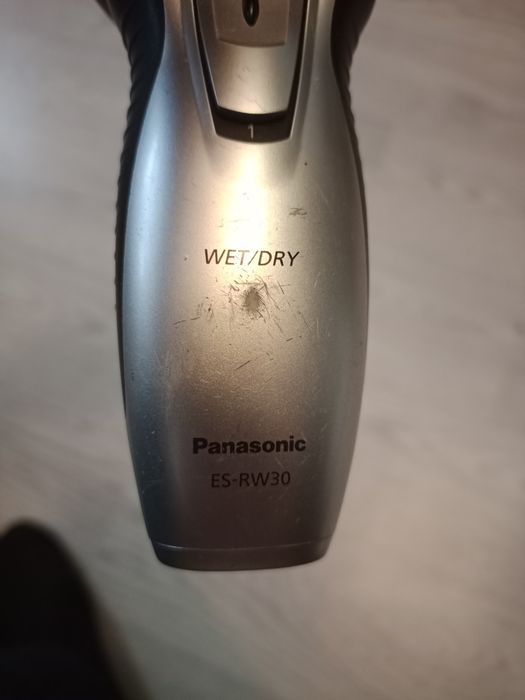 1
WET/DRY
Panasonic
ES-RW30